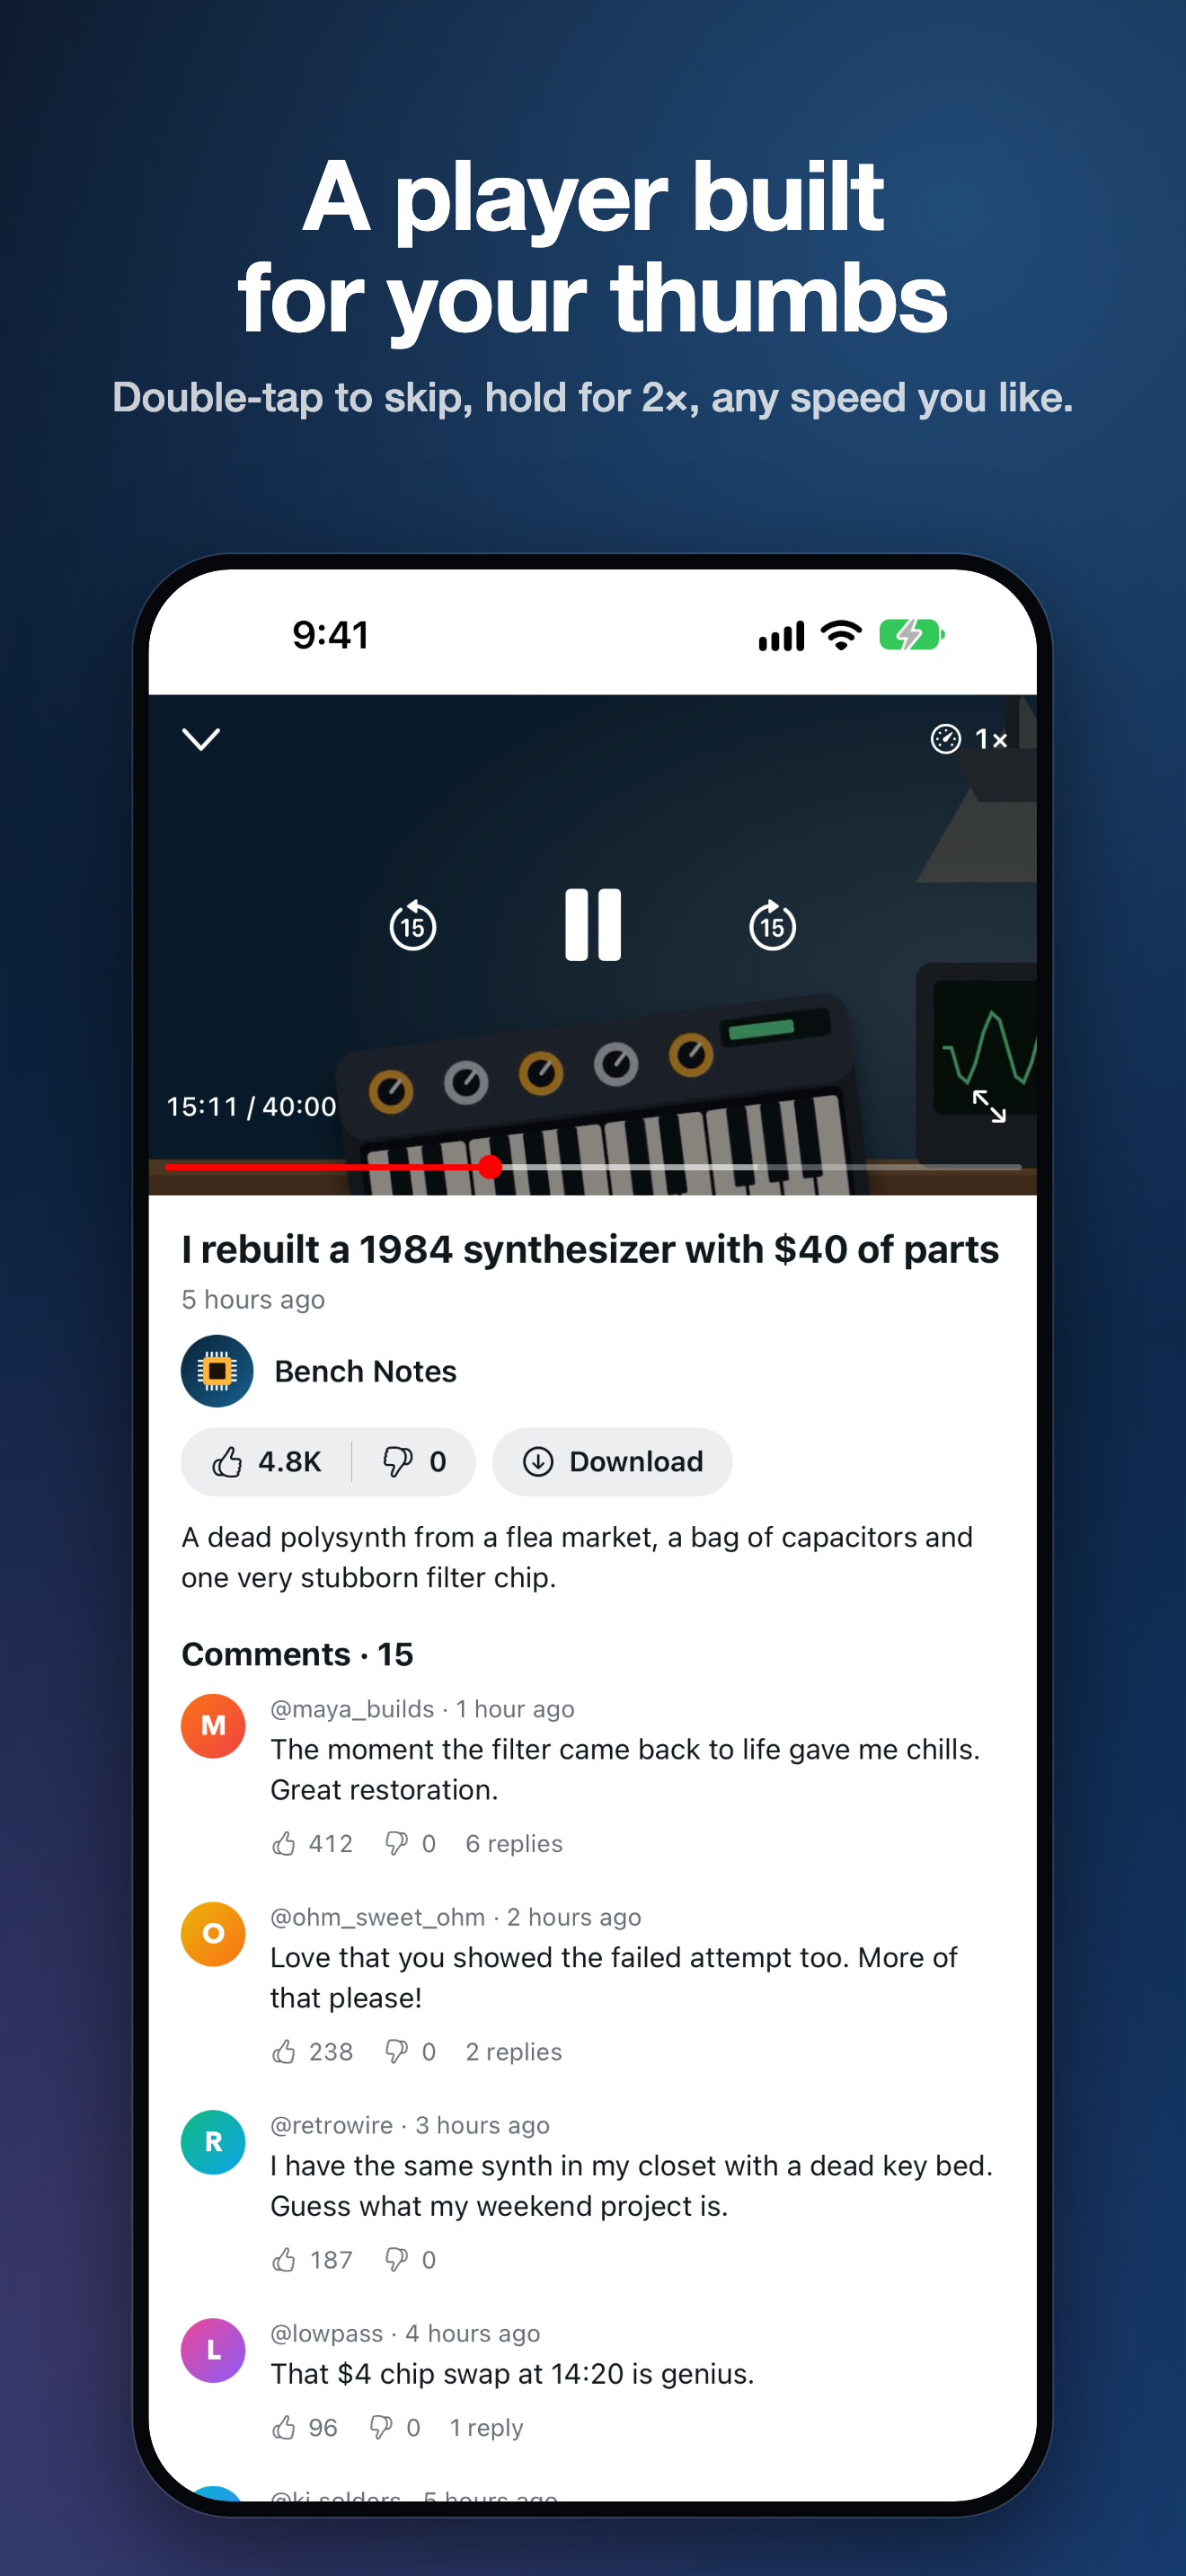 A player built
for your thumbs
Double-tap to skip, hold for 2×, any speed you like.
9:41
1×
15
15
15:11 / 40:00
I rebuilt a 1984 synthesizer with $40 of parts
5 hours ago
Bench Notes
4.8K 0 Download
A dead polysynth from a flea market, a bag of capacitors and
one very stubborn filter chip.
Comments · 15
M
@maya_builds · 1 hour ago
The moment the filter came back to life gave me chills.
Great restoration.
412 0 6 replies
O
@ohm_sweet_ohm · 2 hours ago
Love that you showed the failed attempt too. More of
that please!
238 0 2 replies
R
@retrowire · 3 hours ago
I have the same synth in my closet with a dead key bed.
Guess what my weekend project is.
187 0
L
@lowpass · 4 hours ago
That $4 chip swap at 14:20 is genius.
96 0 1 reply
5 hours ago